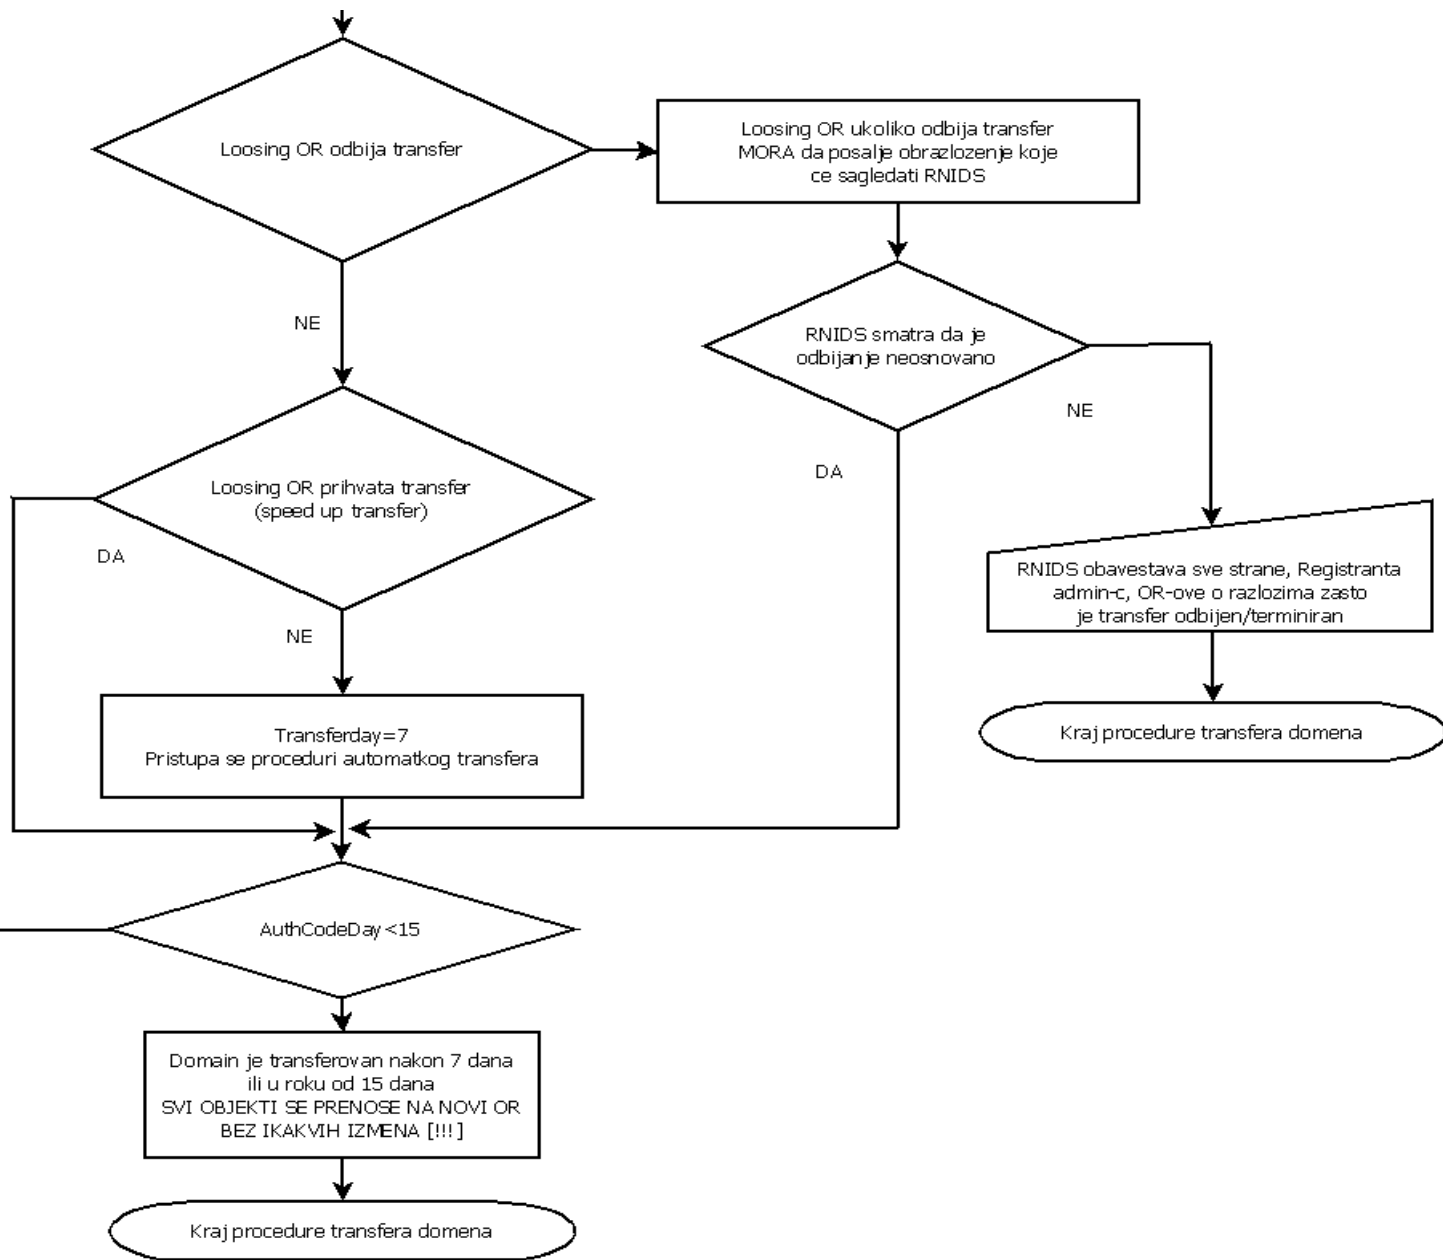 Loosing OR odbija transfer
Loosing OR ukoliko odbija transfer
MORA da posalje obrazlozenje koje
ce sagledati RNIDS
NE
RNIDS smatra da je
odbijanje neosnovano
NE
DA
Loosing OR prihvata transfer
(speed up transfer)
DA
NE
RNIDS obavestava sve strane, Registranta
admin-c, OR-ove o razlozima zasto
je transfer odbijen/terminiran
Transferday=7
Pristupa se proceduri automatkog transfera
Kraj procedure transfera domena
AuthCodeDay<15
Domain je transferovan nakon 7 dana
ili u roku od 15 dana
SVI OBJEKTI SE PRENOSE NA NOVI OR
BEZ IKAKVIH IZMENA [!!!]
Kraj procedure transfera domena